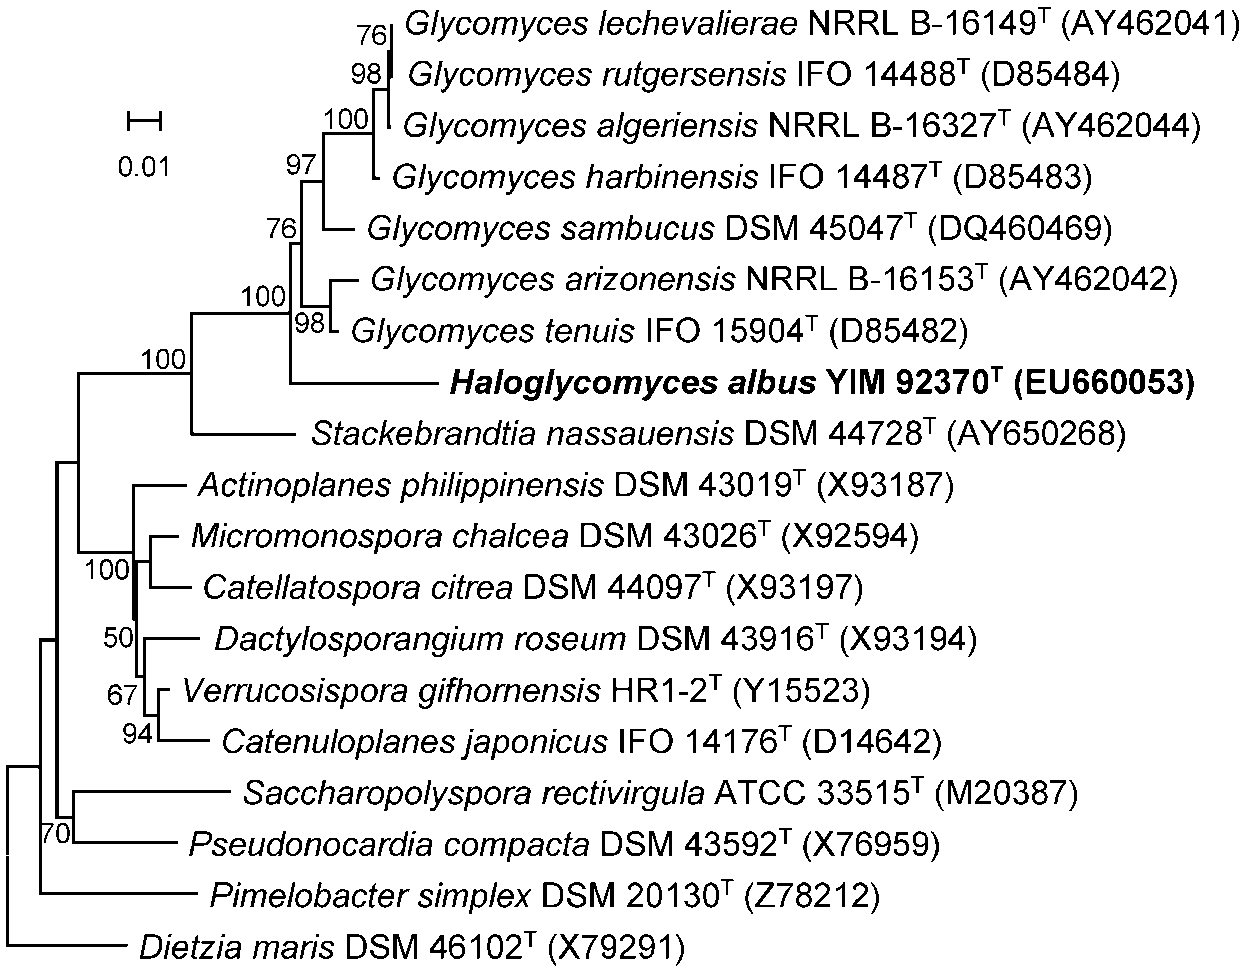 76 Glycomyces lechevalierae NRRL B-16149T (AY462041)
98 Glycomyces rutgersensis IFO 14488T (D85484)
100 Glycomyces algeriensis NRRL B-16327T (AY462044)
0.01
97 Glycomyces harbinensis IFO 14487T (D85483)
76 Glycomyces sambucus DSM 45047T (DQ460469)
100 Glycomyces arizonensis NRRL B-16153T (AY462042)
98 Glycomyces tenuis IFO 15904T (D85482)
100 Haloglycomyces albus YIM 92370T (EU660053)
Stackebrandtia nassauensis DSM 44728T (AY650268)
Actinoplanes philippinensis DSM 43019T (X93187)
Micromonospora chalcea DSM 43026T (X92594)
100 Catellatospora citrea DSM 44097T (X93197)
50 Dactylosporangium roseum DSM 43916T (X93194)
67 Verrucosispora gifhornensis HR1-2T (Y15523)
94 Catenuloplanes japonicus IFO 14176T (D14642)
Saccharopolyspora rectivirgula ATCC 33515T (M20387)
70 Pseudonocardia compacta DSM 43592T (X76959)
Pimelobacter simplex DSM 20130T (Z78212)
Dietzia maris DSM 46102T (X79291)